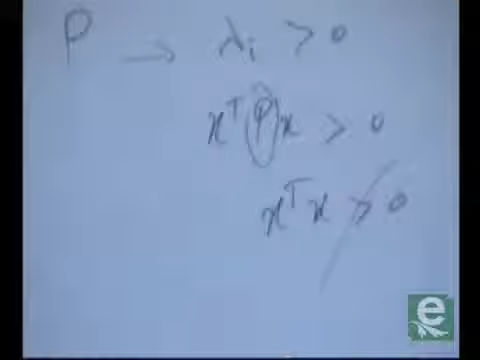 P → λi > 0
xᵀ(P)x > 0
xᵀx > 0
e